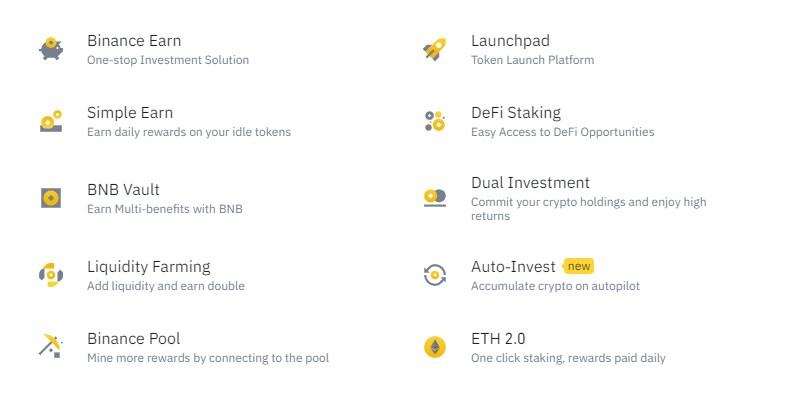 Binance Earn
One-stop Investment Solution
Simple Earn
Earn daily rewards on your idle tokens
BNB Vault
Earn Multi-benefits with BNB
Liquidity Farming
Add liquidity and earn double
Binance Pool
Mine more rewards by connecting to the pool
Launchpad
Token Launch Platform
DeFi Staking
Easy Access to DeFi Opportunities
Dual Investment
Commit your crypto holdings and enjoy high
returns
Auto-Invest new
Accumulate crypto on autopilot
ETH 2.0
One click staking, rewards paid daily